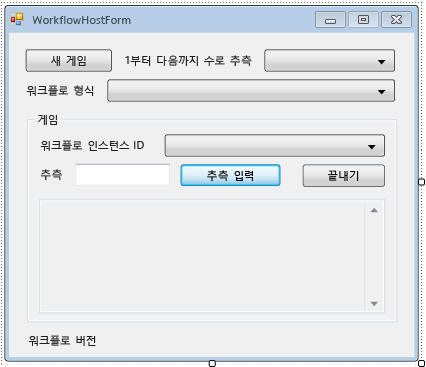 WorkflowHostForm
새 게임 1부터 다음까지 수로 추측
워크플로 형식
게임
워크플로 인스턴스 ID
추측 추측 입력 끝내기
워크플로 버전